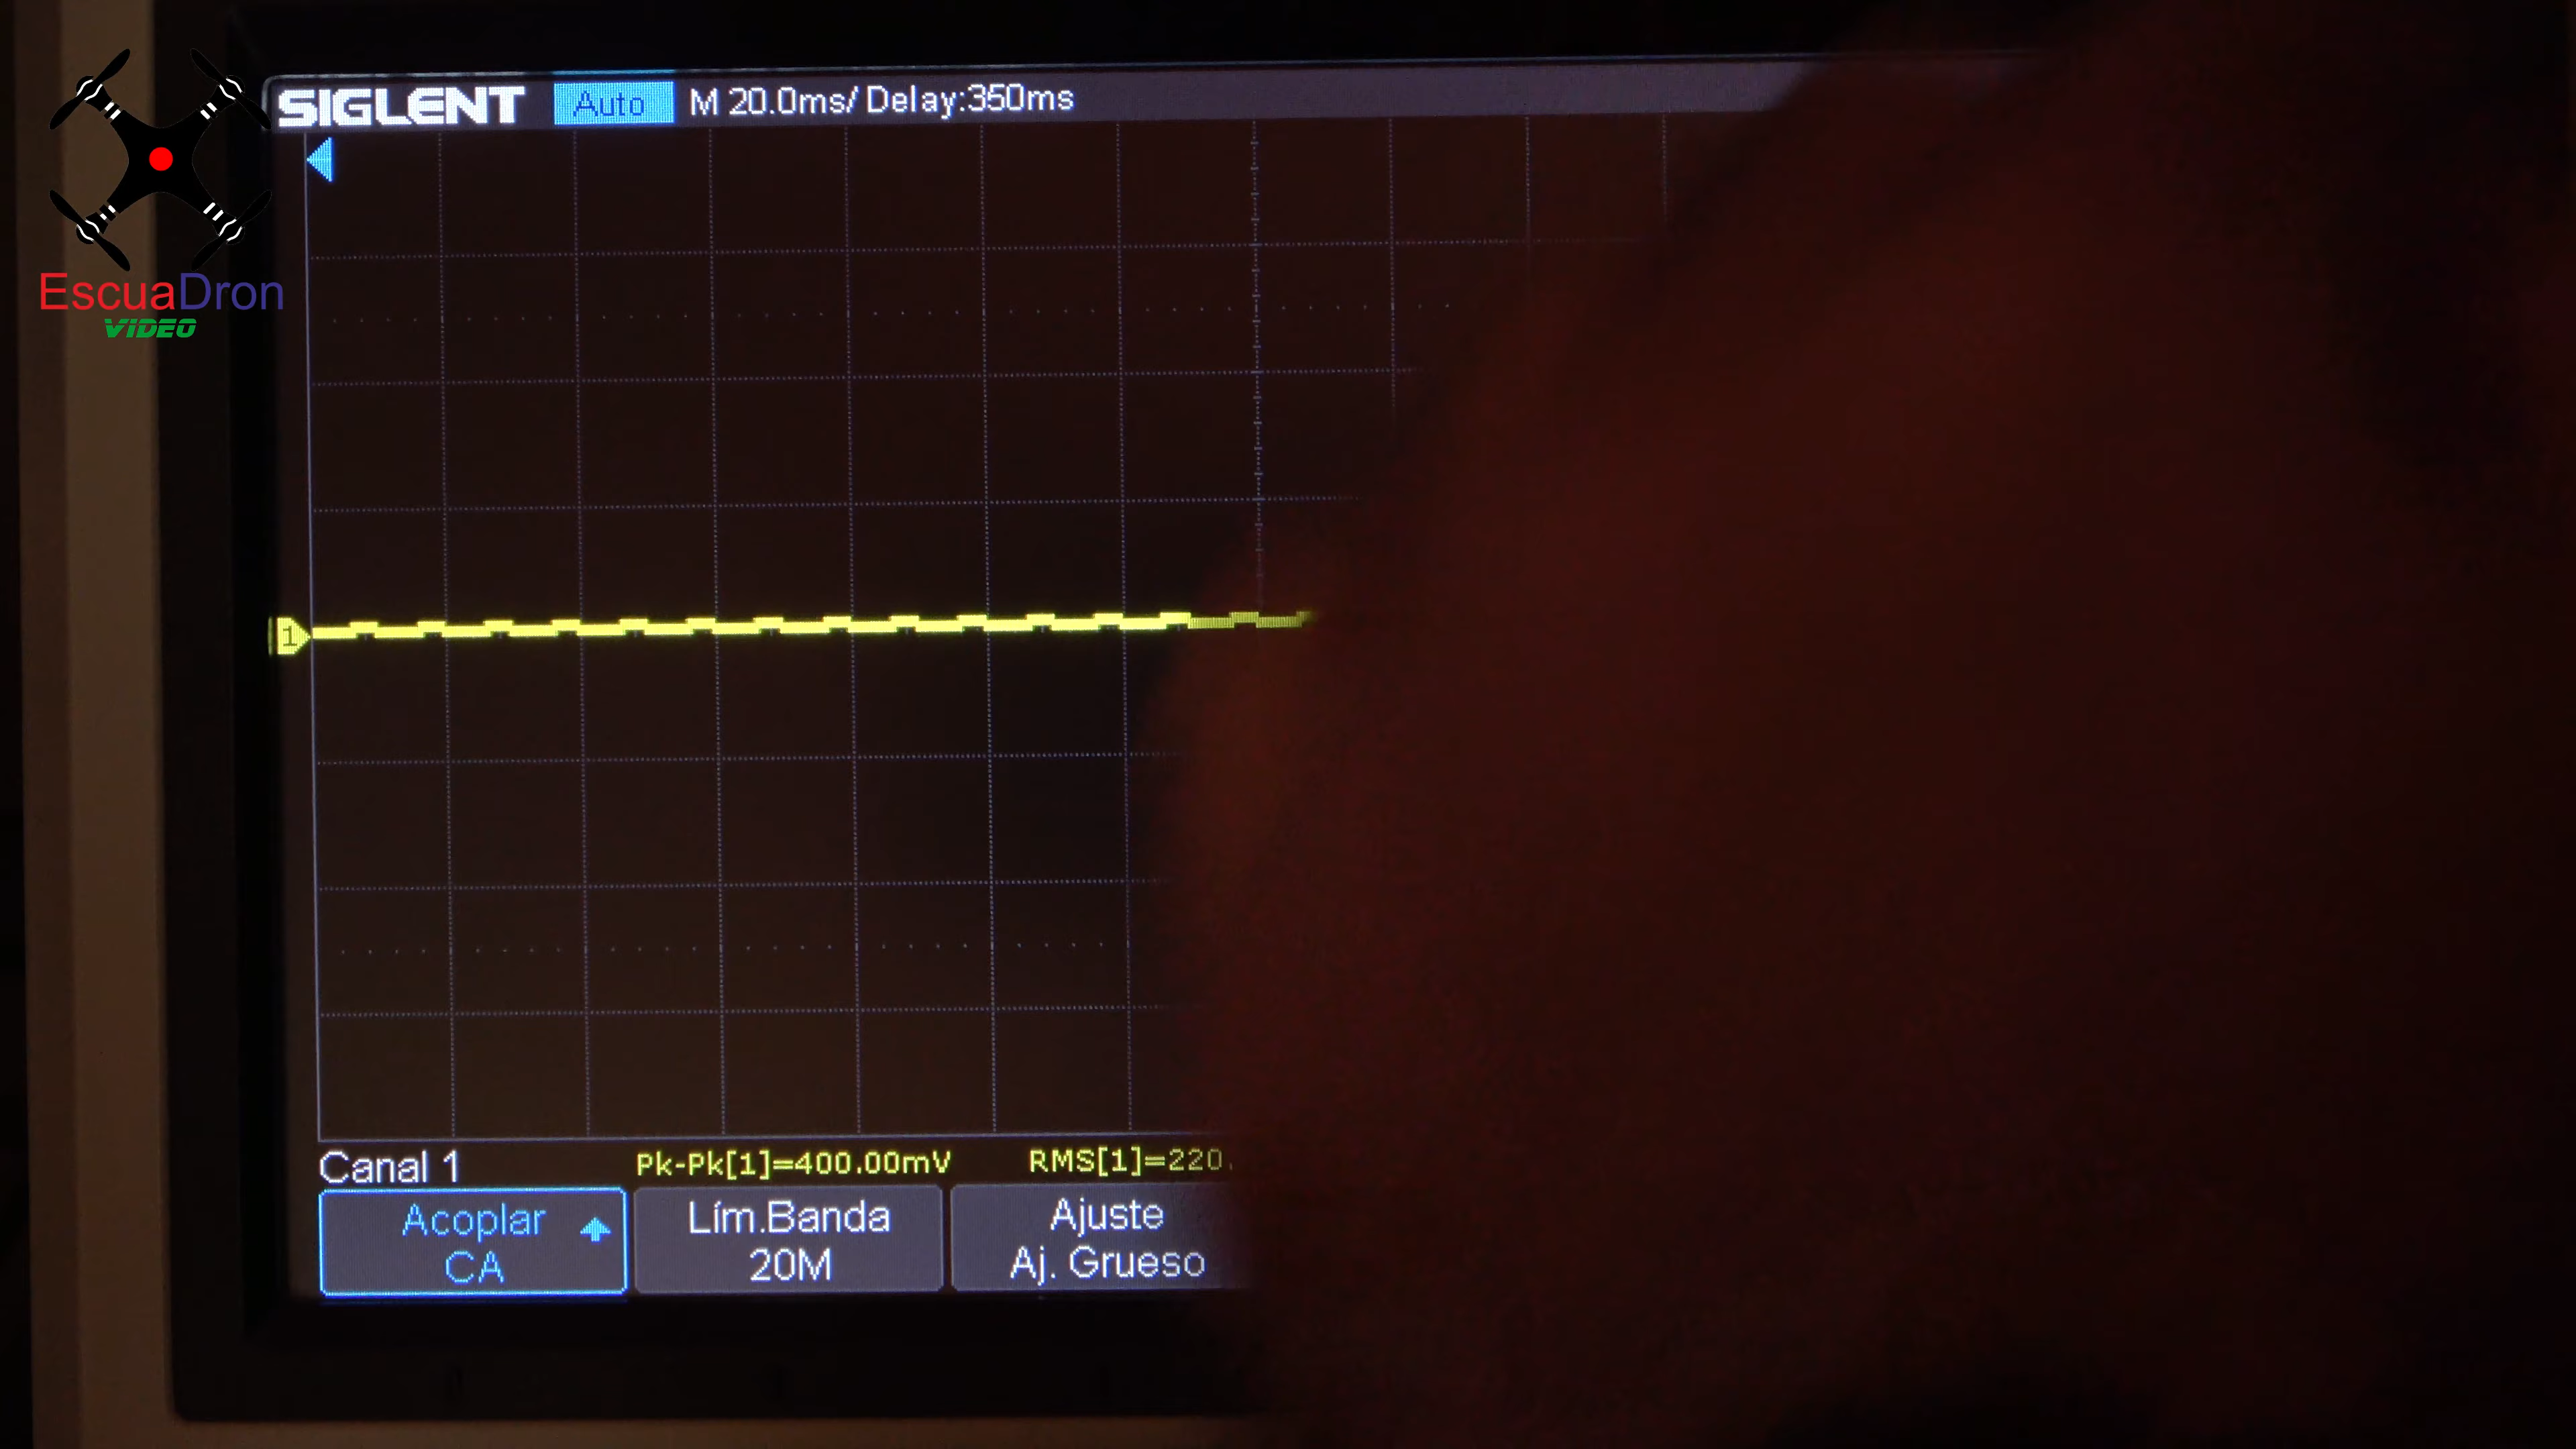 SIGLENT Auto M 20.0ms/ Delay:350ms
EscuaDron
VIDEO
1
Canal 1 Pk-Pk[1]=400.00mV RMS[1]=220.
Acoplar Lím.Banda Ajuste
CA 20M Aj. Grueso